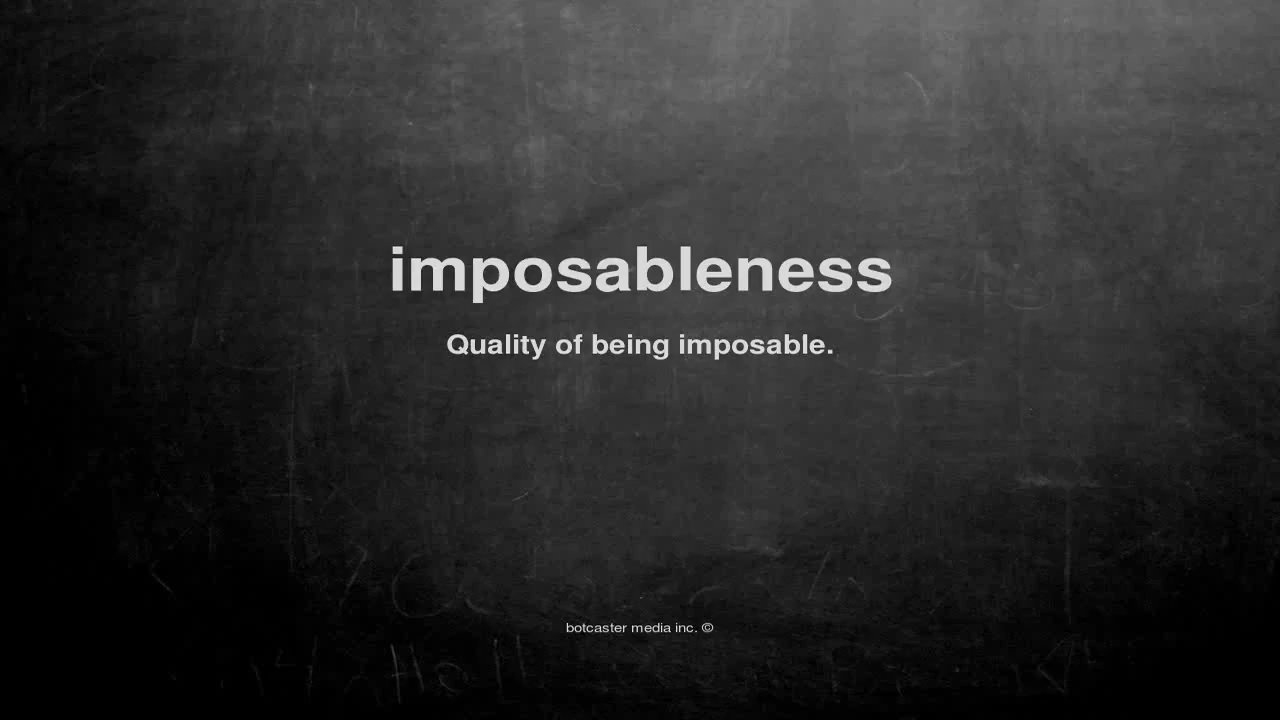 imposableness
Quality of being imposable.
botcaster media inc. ©